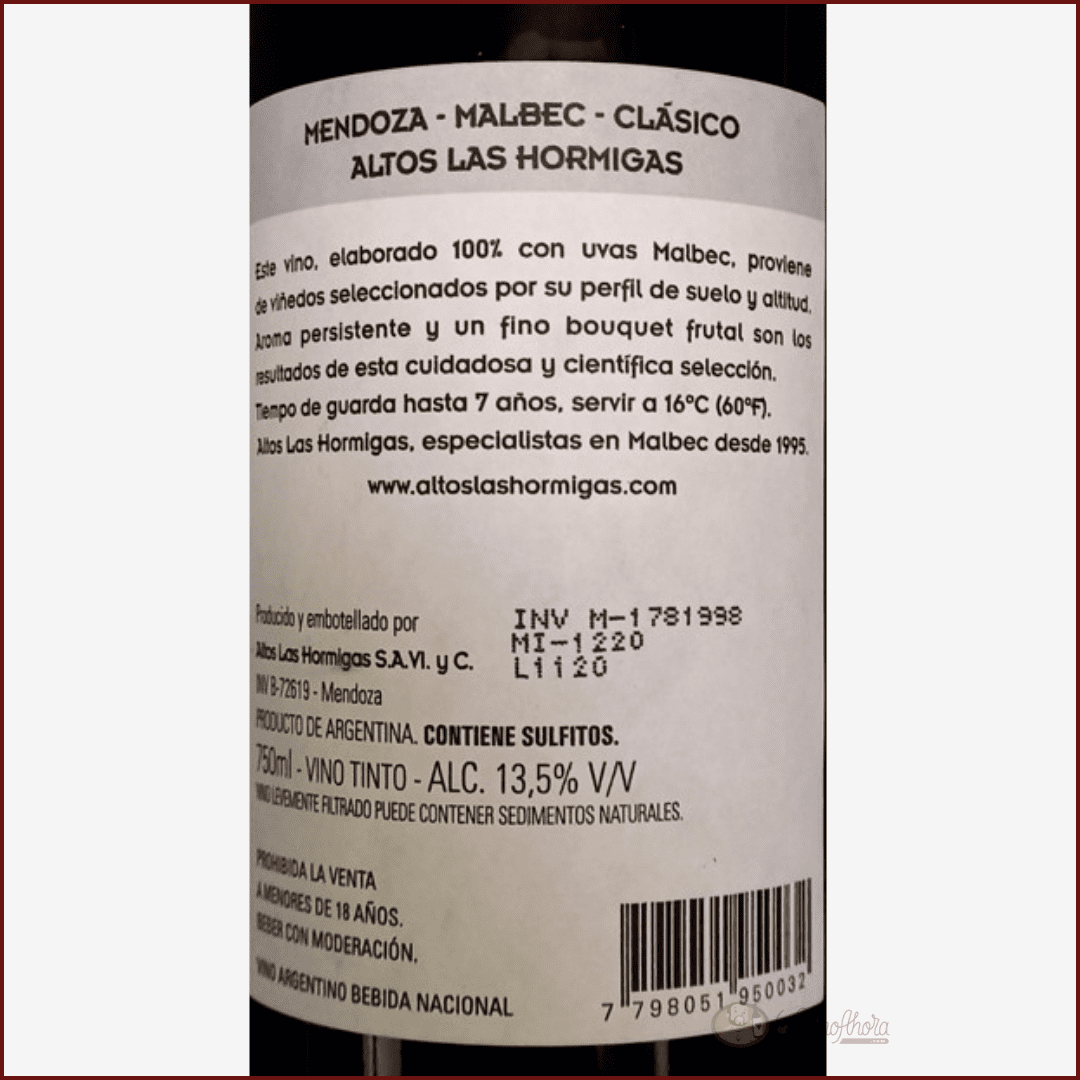 MENDOZA - MALBEC - CLÁSICO
ALTOS LAS HORMIGAS
Este vino, elaborado 100% con uvas Malbec, proviene
de viñedos seleccionados por su perfil de suelo y altitud.
Aroma persistente y un fino bouquet frutal son los
resultados de esta cuidadosa y científica selección.
Tiempo de guarda hasta 7 años, servir a 16°C (60°F).
Altos Las Hormigas, especialistas en Malbec desde 1995.
www.altoslashormigas.com
Producido y embotellado por
Altos Las Hormigas S.A.VI. y C.
INV B-72619 - Mendoza
INV M-1781998
MI-1220
L1120
PRODUCTO DE ARGENTINA. CONTIENE SULFITOS.
750ml - VINO TINTO - ALC. 13,5% V/V
VINO LEVEMENTE FILTRADO PUEDE CONTENER SEDIMENTOS NATURALES.
PROHIBIDA LA VENTA
A MENORES DE 18 AÑOS.
BEBER CON MODERACIÓN.
VINO ARGENTINO BEBIDA NACIONAL
7 798051 950032